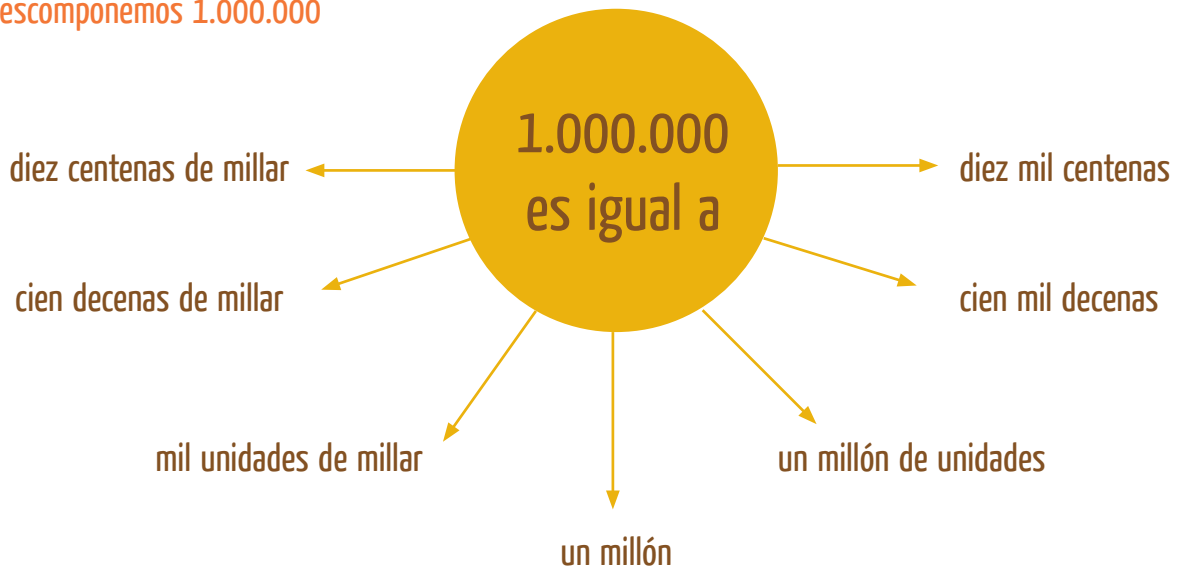 escomponemos 1.000.000
1.000.000
es igual a
diez centenas de millar
diez mil centenas
cien decenas de millar
cien mil decenas
mil unidades de millar
un millón de unidades
un millón